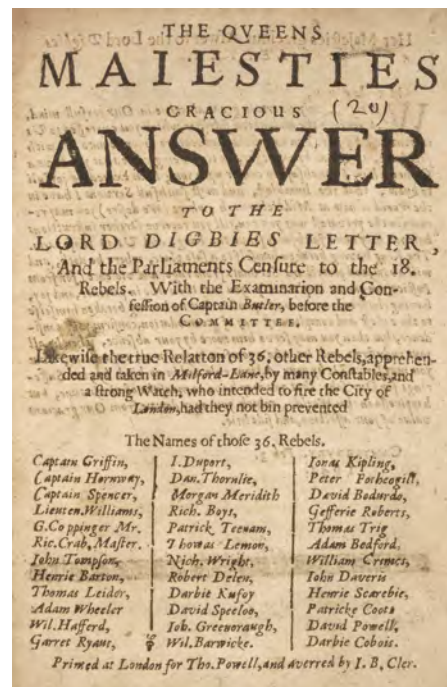 THE QVEENS
MAIESTIES
GRACIOUS (20)
ANSWER
TO THE
LORD DIGBIES LETTER,
And the Parliaments Censure to the 18.
Rebels. With the Examination and Con-
fession of Captain Butler, before the
COMMITTEE.
Likewise the true Relation of 36, other Rebels, apprehen-
ded and taken in Milford-Lane, by many Constables, and
a strong Watch, who intended to fire the City of
London, had they not bin prevented
The Names of those 36, Rebels.
Captain Griffin,
Captain Hornway,
Captain Spencer,
Lieuten. Williams,
G. Coppinger Mr.
Ric. Crab, Master.
Iohn Tompson,
Henrie Barton,
Thomas Leider,
Adam Wheeler
Wil. Hafferd,
Garret Ryane,
I. Duport,
Dan. Thornlie,
Morgan Meridith
Rich. Boys,
Patrick Teenam,
Thomas Lemon,
Nich. Wright,
Robert Delen,
Darbie Kufoy
David Speeloo,
Iob. Greenoraugh,
Wil. Barwicke.
Ionas Kipling,
Peter
David Bodurdo,
Gefferie Roberts,
Thomas Trig
Adam Bedford,
William Crimes,
Iohn Daveris
Henrie Scarebie,
Patricke Coots
David Powell,
Darbie Cobois.
Printed at London for Tho. Powell, and averred by I. B. Cler.